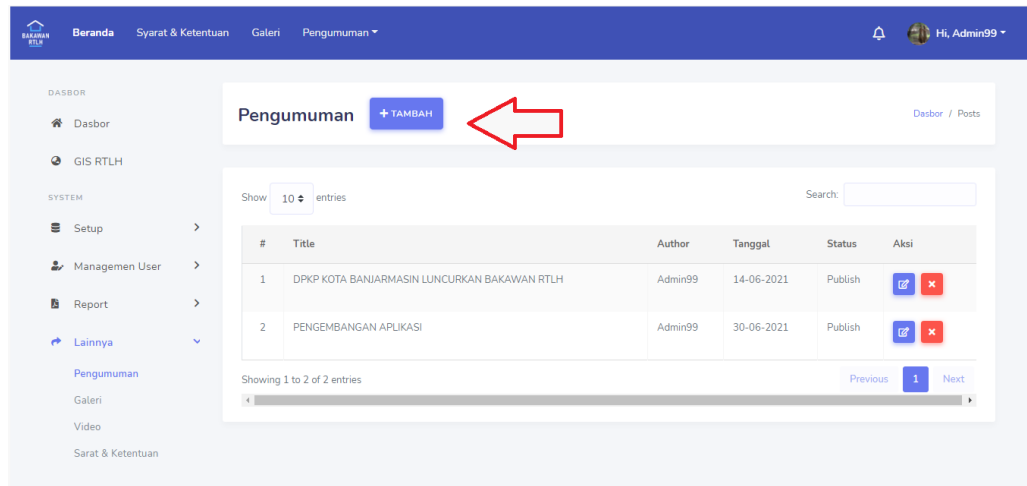 BAKAWAN
RTLH
Beranda Syarat & Ketentuan Galeri Pengumuman
Hi, Admin99
DASBOR
Dasbor
GIS RTLH
SYSTEM
Setup
Managemen User
Report
Lainnya
Pengumuman
Galeri
Video
Sarat & Ketentuan
Pengumuman + TAMBAH
Dasbor / Posts
Show 10 entries
Search:
# Title Author Tanggal Status Aksi
1 DPKP KOTA BANJARMASIN LUNCURKAN BAKAWAN RTLH Admin99 14-06-2021 Publish
2 PENGEMBANGAN APLIKASI Admin99 30-06-2021 Publish
Showing 1 to 2 of 2 entries
Previous 1 Next